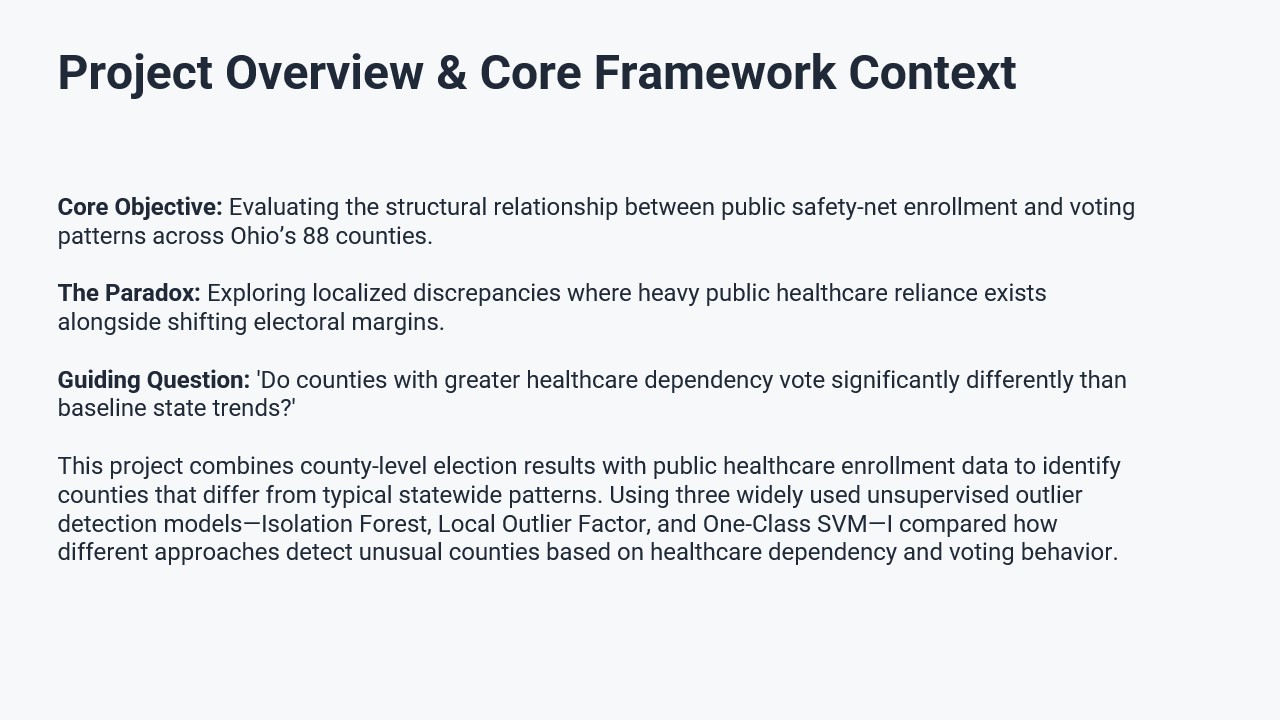 Project Overview & Core Framework Context
Core Objective: Evaluating the structural relationship between public safety-net enrollment and voting
patterns across Ohio’s 88 counties.
The Paradox: Exploring localized discrepancies where heavy public healthcare reliance exists
alongside shifting electoral margins.
Guiding Question: 'Do counties with greater healthcare dependency vote significantly differently than
baseline state trends?'
This project combines county-level election results with public healthcare enrollment data to identify
counties that differ from typical statewide patterns. Using three widely used unsupervised outlier
detection models—Isolation Forest, Local Outlier Factor, and One-Class SVM—I compared how
different approaches detect unusual counties based on healthcare dependency and voting behavior.